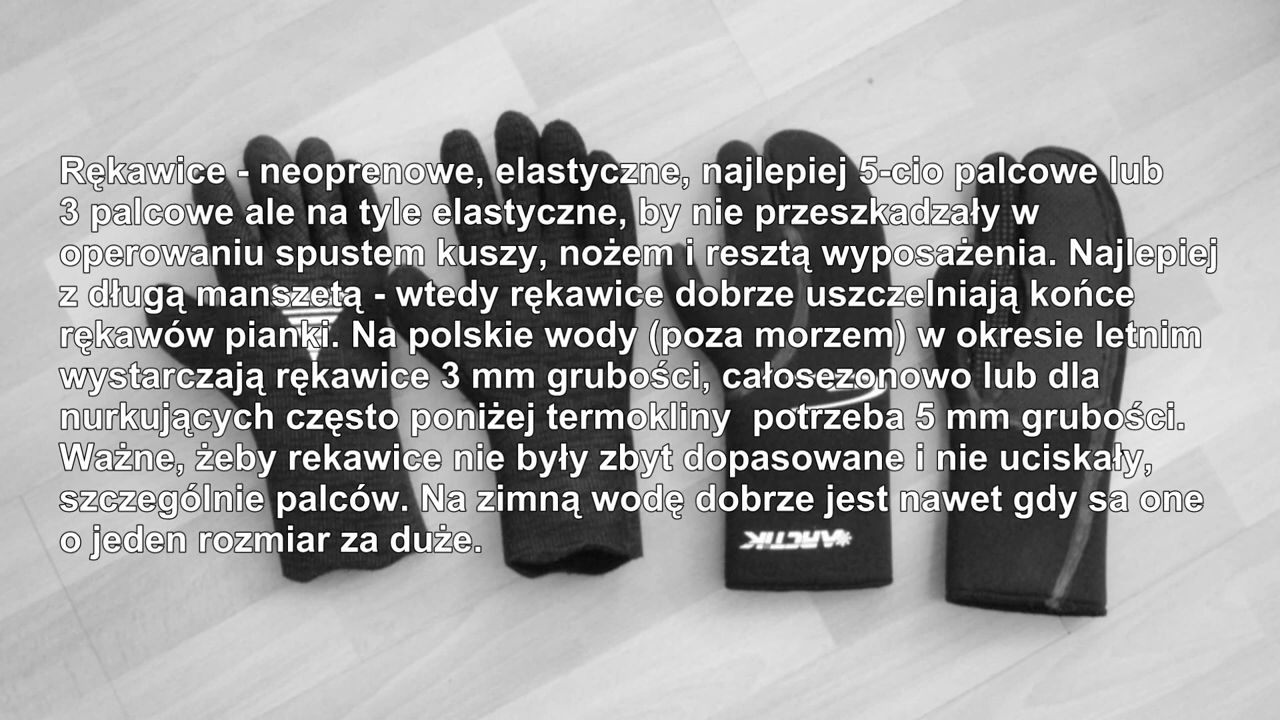 Rękawice - neoprenowe, elastyczne, najlepiej 5-cio palcowe lub
3 palcowe ale na tyle elastyczne, by nie przeszkadzały w
operowaniu spustem kuszy, nożem i resztą wyposażenia. Najlepiej
z długą manszetą - wtedy rękawice dobrze uszczelniają końce
rękawów pianki. Na polskie wody (poza morzem) w okresie letnim
wystarczają rękawice 3 mm grubości, całosezonowo lub dla
nurkujących często poniżej termokliny  potrzeba 5 mm grubości.
Ważne, żeby rekawice nie były zbyt dopasowane i nie uciskały,
szczególnie palców. Na zimną wodę dobrze jest nawet gdy sa one
o jeden rozmiar za duże.
ARCTIK